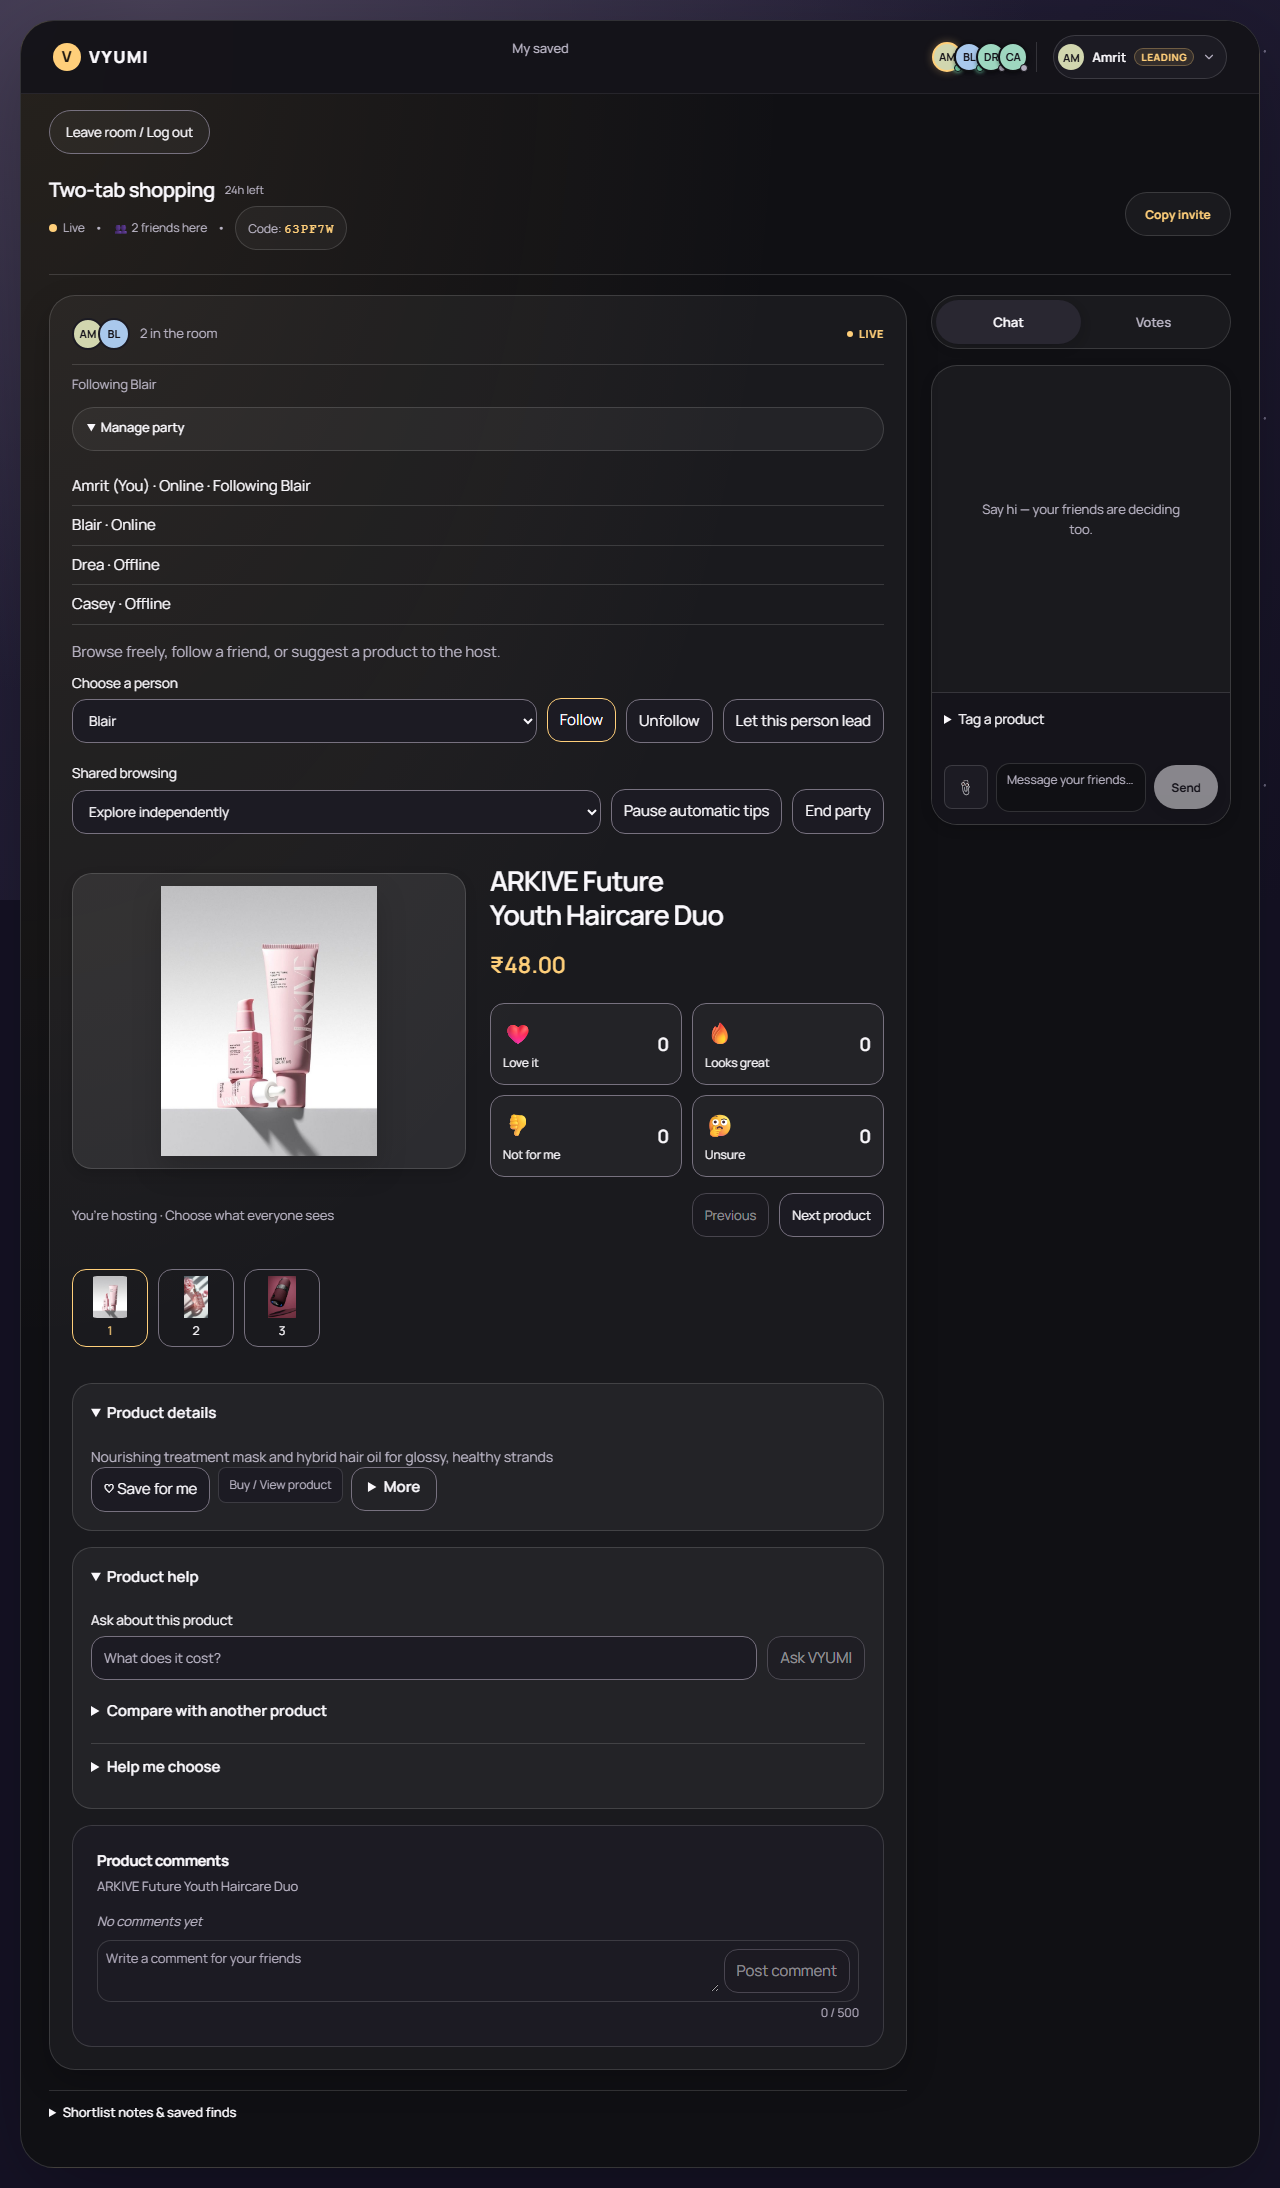 V VYUMI
My saved
AM BL DR CA
AM Amrit LEADING
Leave room / Log out
Two-tab shopping 24h left
Live • 2 friends here • Code: 63PF7W
Copy invite
AM BL 2 in the room
LIVE
Following Blair
▼ Manage party
Amrit (You) · Online · Following Blair
Blair · Online
Drea · Offline
Casey · Offline
Browse freely, follow a friend, or suggest a product to the host.
Choose a person
Blair
Follow
Unfollow
Let this person lead
Shared browsing
Explore independently
Pause automatic tips
End party
ARKIVE Future
Youth Haircare Duo
₹48.00
ARKIVE
Love it 0
Looks great 0
Not for me 0
Unsure 0
You're hosting · Choose what everyone sees
Previous
Next product
1
2
3
▼ Product details
Nourishing treatment mask and hybrid hair oil for glossy, healthy strands
♡ Save for me
Buy / View product
▶ More
▼ Product help
Ask about this product
What does it cost?
Ask VYUMI
▶ Compare with another product
▶ Help me choose
Product comments
ARKIVE Future Youth Haircare Duo
No comments yet
Write a comment for your friends
Post comment
0 / 500
▶ Shortlist notes & saved finds
Chat
Votes
Say hi — your friends are deciding
too.
▶ Tag a product
Message your friends...
Send